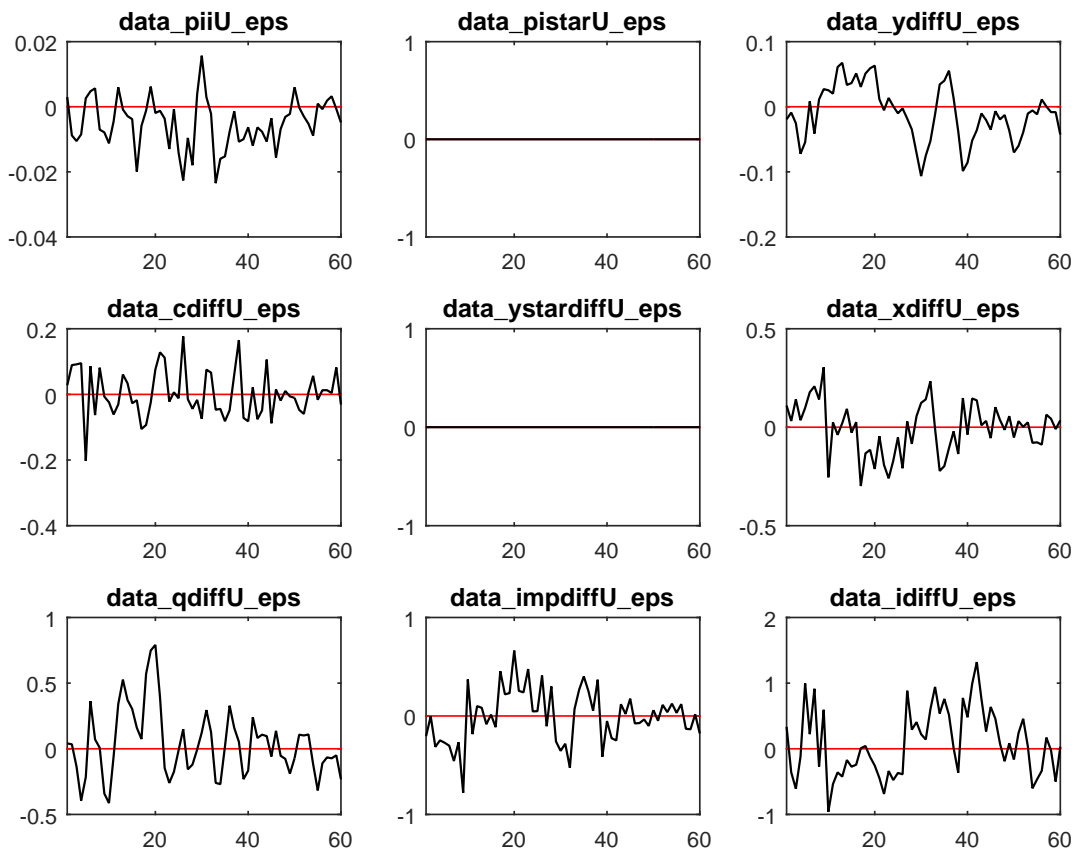 data_piiU_eps
0.02
0
-0.02
-0.04
20 40 60
data_pistarU_eps
1
0
-1
20 40 60
data_ydiffU_eps
0.1
0
-0.1
-0.2
20 40 60
data_cdiffU_eps
0.2
0
-0.2
-0.4
20 40 60
data_ystardiffU_eps
1
0
-1
20 40 60
data_xdiffU_eps
0.5
0
-0.5
20 40 60
data_qdiffU_eps
1
0.5
0
-0.5
20 40 60
data_impdiffU_eps
1
0
-1
20 40 60
data_idiffU_eps
2
1
0
-1
20 40 60